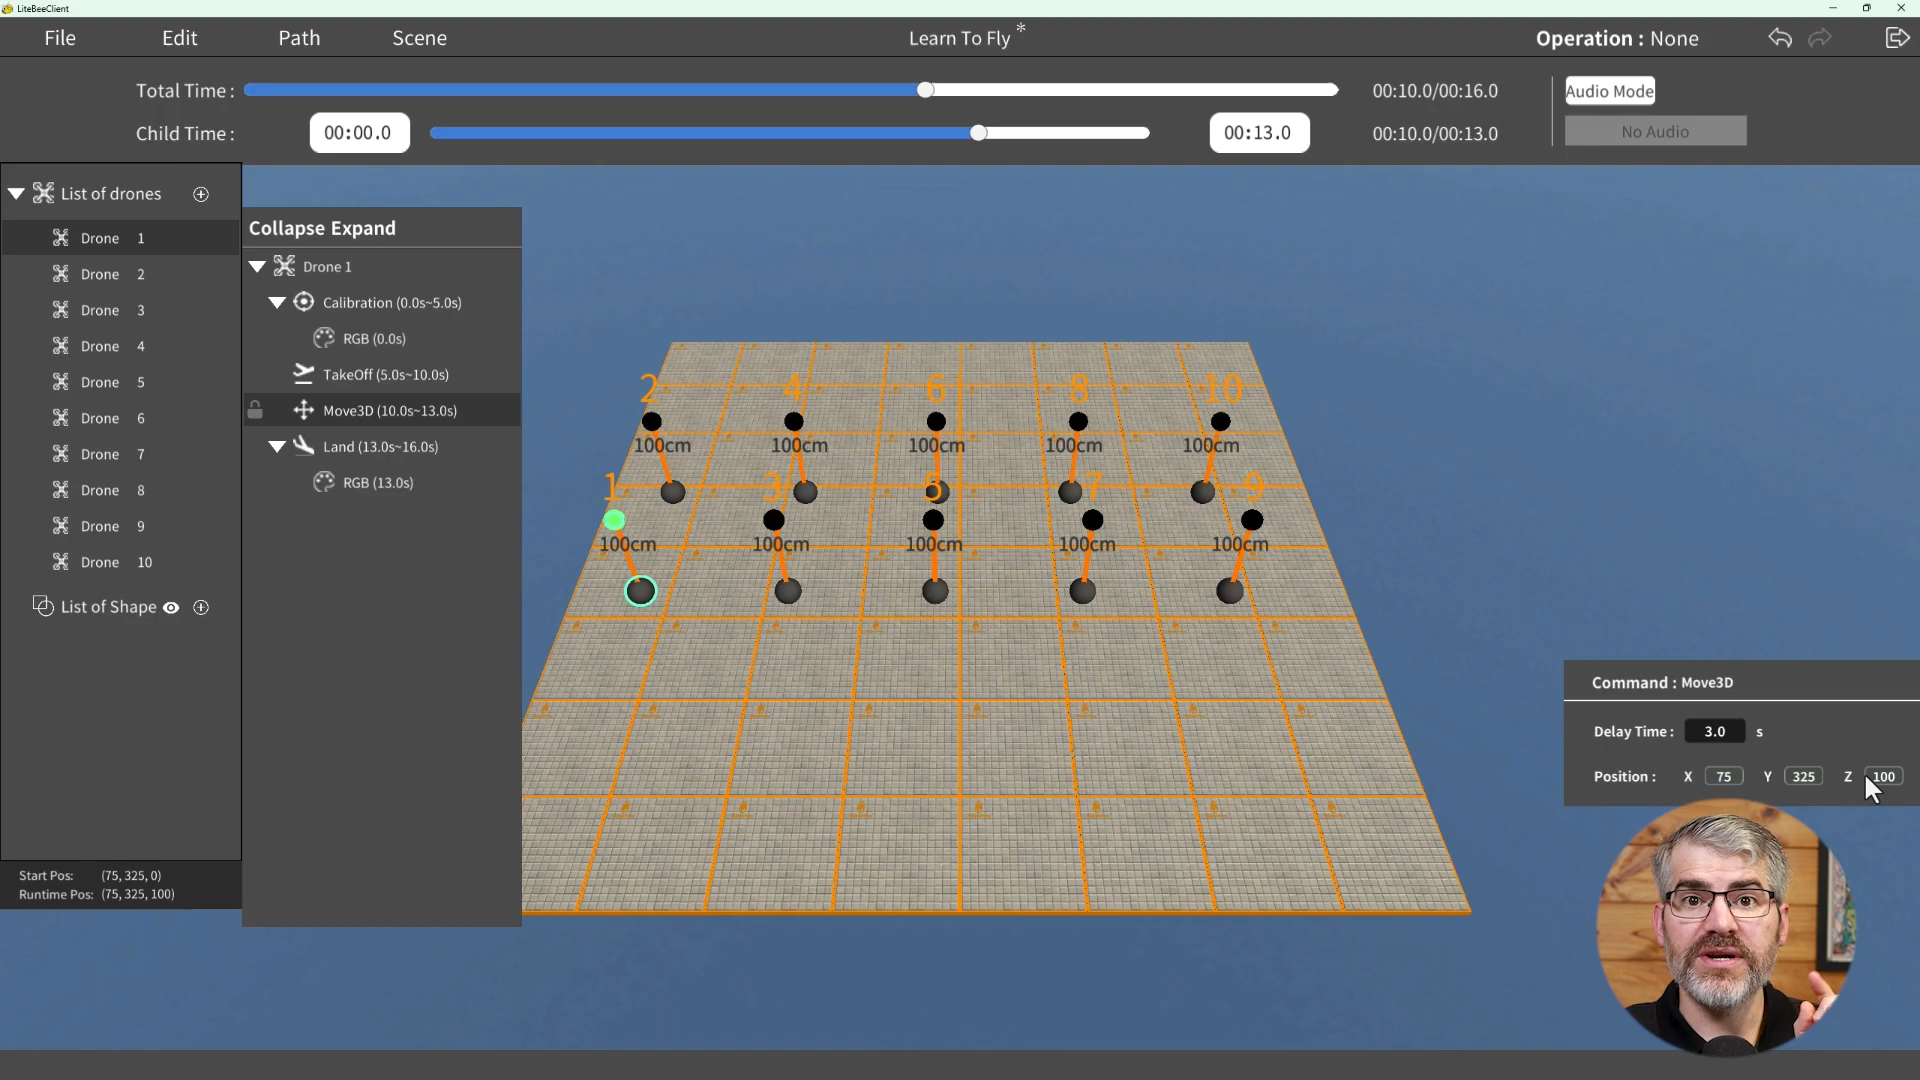 LiteBeeClient
File Edit Path Scene Learn To Fly * Operation : None
Total Time : 00:10.0/00:16.0 Audio Mode
Child Time : 00:00.0 00:13.0 00:10.0/00:13.0 No Audio
List of drones
Drone 1
Drone 2
Drone 3
Drone 4
Drone 5
Drone 6
Drone 7
Drone 8
Drone 9
Drone 10
List of Shape
Start Pos: (75, 325, 0)
Runtime Pos: (75, 325, 100)
Collapse Expand
Drone 1
Calibration (0.0s~5.0s)
RGB (0.0s)
TakeOff (5.0s~10.0s)
Move3D (10.0s~13.0s)
Land (13.0s~16.0s)
RGB (13.0s)
2 4 6 8 10
100cm 100cm 100cm 100cm 100cm
1 3 5 7 9
100cm 100cm 100cm 100cm 100cm
Command : Move3D
Delay Time : 3.0 s
Position : X 75 Y 325 Z 100